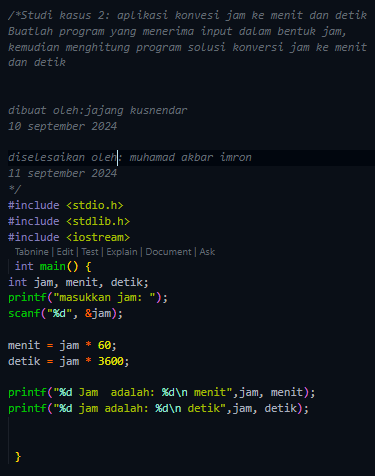 /*Studi kasus 2: aplikasi konvesi jam ke menit dan detik
Buatlah program yang menerima input dalam bentuk jam,
kemudian menghitung program solusi konversi jam ke menit
dan detik
dibuat oleh:jajang kusnendar
10 september 2024
diselesaikan oleh: muhamad akbar imron
11 september 2024
*/
#include <stdio.h>
#include <stdlib.h>
#include <iostream>
Tabnine | Edit | Test | Explain | Document | Ask
int main() {
int jam, menit, detik;
printf("masukkan jam: ");
scanf("%d", &jam);
menit = jam * 60;
detik = jam * 3600;
printf("%d Jam  adalah: %d\n menit",jam, menit);
printf("%d jam adalah: %d\n detik",jam, detik);
}